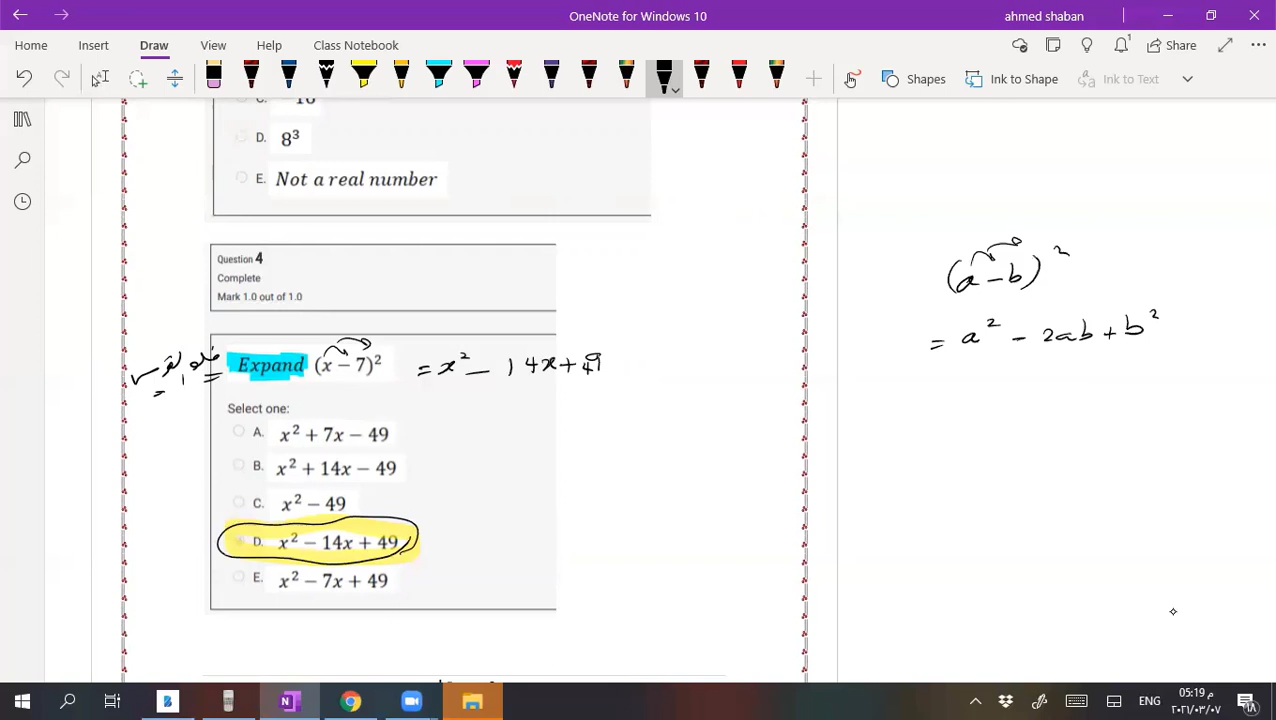 OneNote for Windows 10
ahmed shaban
Home Insert Draw View Help Class Notebook
Share
Shapes Ink to Shape Ink to Text
D. 8³
E. Not a real number
Question 4
Complete
Mark 1.0 out of 1.0
(a − b)²
= a² − 2ab + b²
Expand (x − 7)² = x² − 14x + 49
Select one:
A. x² + 7x − 49
B. x² + 14x − 49
C. x² − 49
D. x² − 14x + 49
E. x² − 7x + 49
ENG
05:19 م
٢٠٢١/٠٣/٠٧